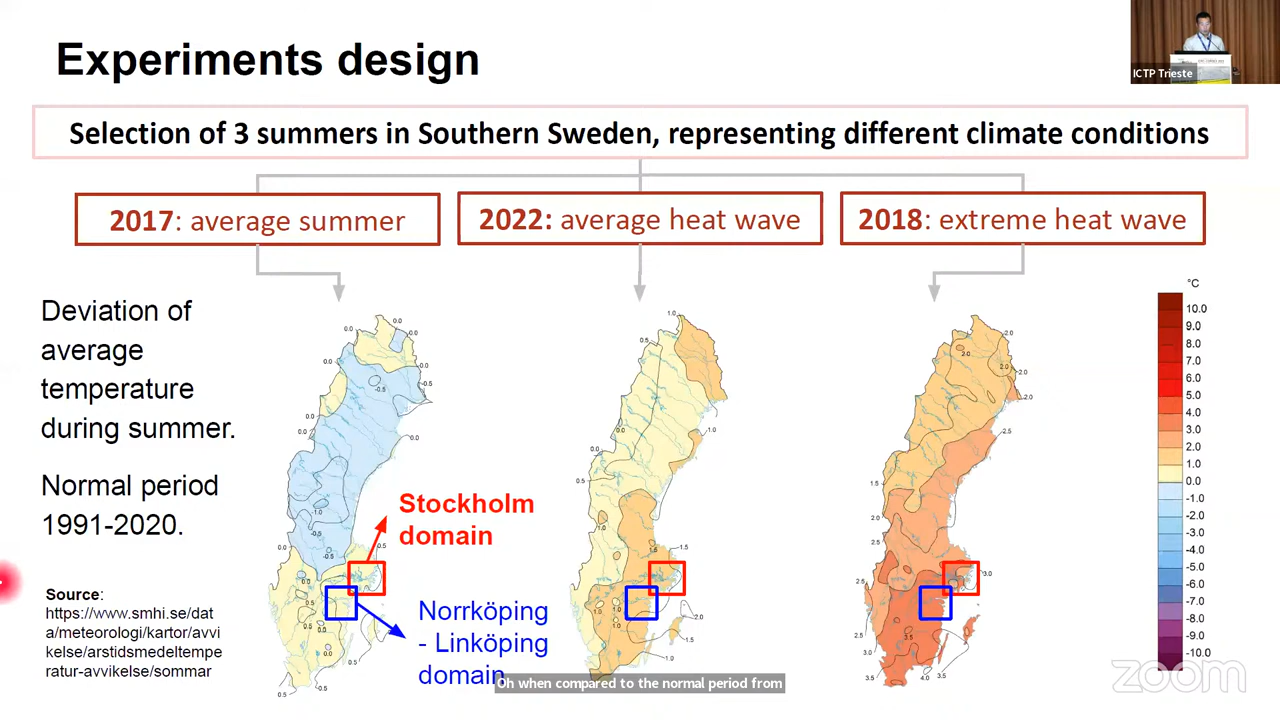 Experiments design
ICTP Trieste
Selection of 3 summers in Southern Sweden, representing different climate conditions
2017: average summer
2022: average heat wave
2018: extreme heat wave
Deviation of
average
temperature
during summer.
Normal period
1991-2020.
Source:
https://www.smhi.se/dat
a/meteorologi/kartor/avvi
kelse/arstidsmedeltempe
ratur-avvikelse/sommar
Stockholm
domain
Norrköping
- Linköping
domain
°C
10.0
9.0
8.0
7.0
6.0
5.0
4.0
3.0
2.0
1.0
0.0
-1.0
-2.0
-3.0
-4.0
-5.0
-6.0
-7.0
-8.0
-9.0
-10.0
Oh when compared to the normal period from
zoom